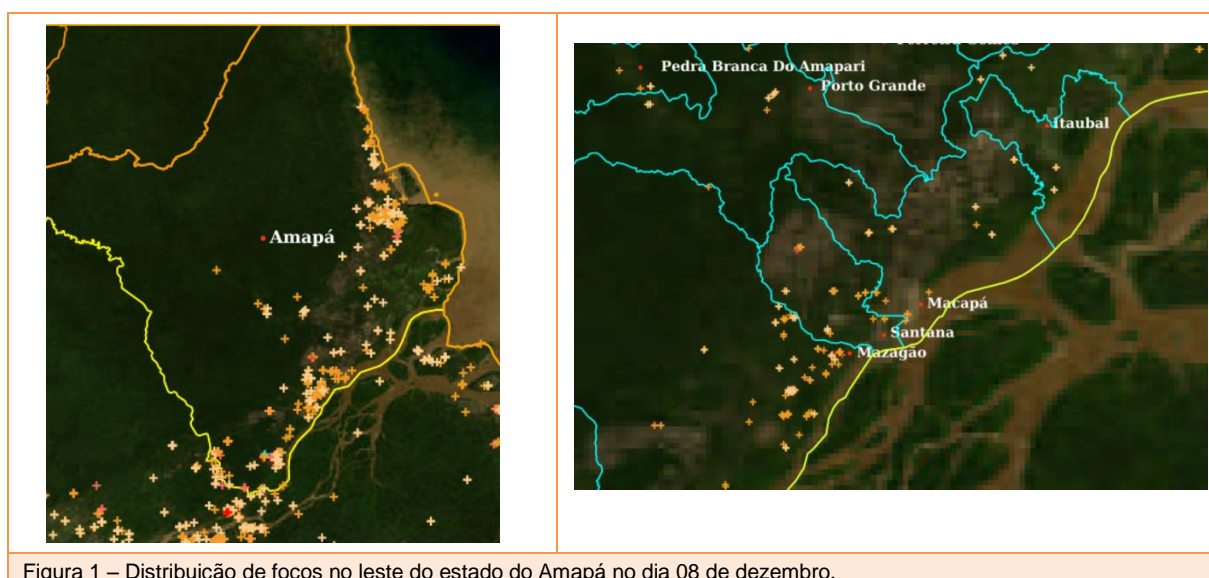 Amapá
Pedra Branca Do Amapari
Porto Grande
Itaubal
Macapá
Santana
Mazagão
Figura 1 – Distribuição de focos no leste do estado do Amapá no dia 08 de dezembro.